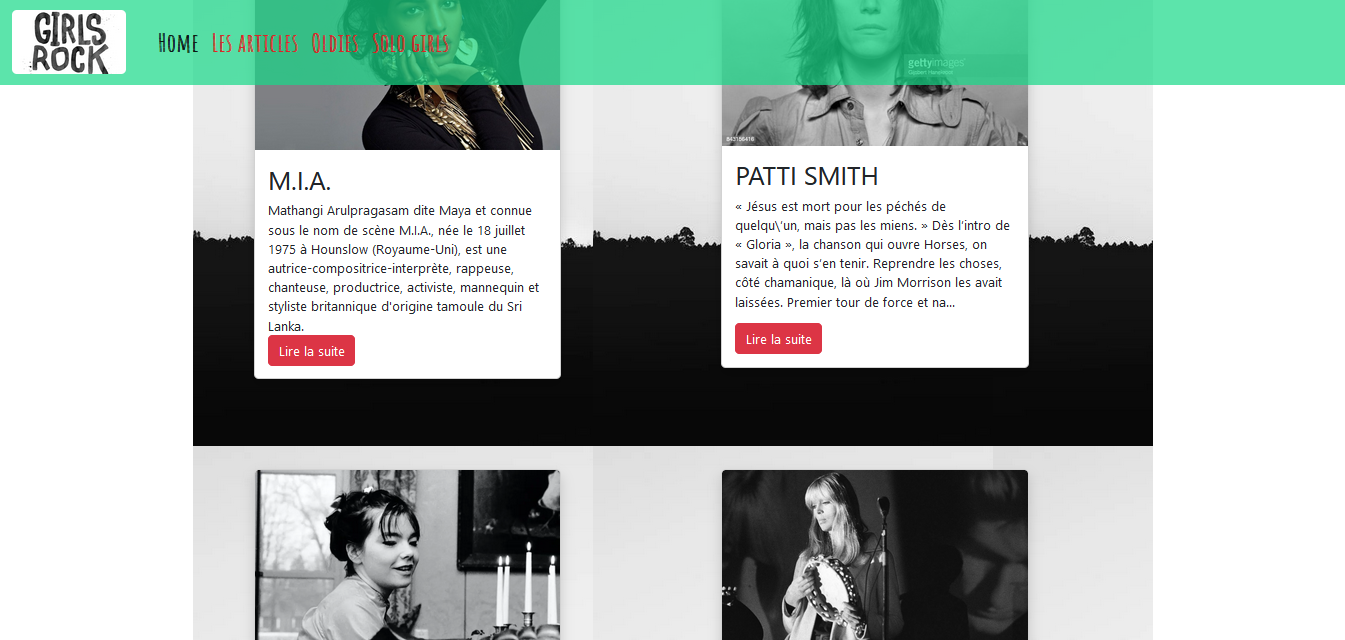 GIRLS
ROCK
Home Les articles Oldies Solo girls
gettyimages®
843156416
M.I.A.
Mathangi Arulpragasam dite Maya et connue
sous le nom de scène M.I.A., née le 18 juillet
1975 à Hounslow (Royaume-Uni), est une
autrice-compositrice-interprète, rappeuse,
chanteuse, productrice, activiste, mannequin et
styliste britannique d'origine tamoule du Sri
Lanka.
Lire la suite
PATTI SMITH
« Jésus est mort pour les péchés de
quelqu\'un, mais pas les miens. » Dès l'intro de
« Gloria », la chanson qui ouvre Horses, on
savait à quoi s'en tenir. Reprendre les choses,
côté chamanique, là où Jim Morrison les avait
laissées. Premier tour de force et na...
Lire la suite